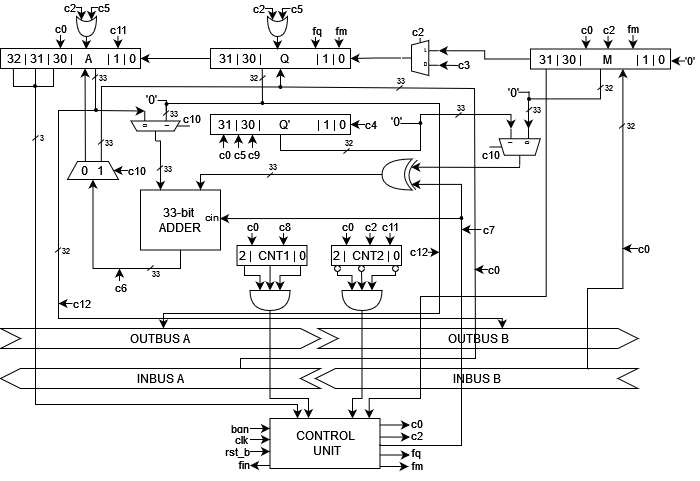 c2 c5
c2 c5
c0 c11
fq fm
c2
c0 c2 fm
32 | 31 | 30 | A | 1 | 0
31 | 30 | Q | 1 | 0
L
0
c3
31 | 30 | M | 1 | 0
'0'
33
32
33
32
'0'
33
c10
'0'
33
'0'
33
31 | 30 | Q' | 1 | 0
c4
c0 c5 c9
32
c10
3
0 1
c10
33
33
32
33-bit
ADDER
cin
c7
c0 c8
c0 c2 c11
2 | CNT1 | 0
2 | CNT2 | 0
c12
c0
c0
32
33
c6
c12
OUTBUS A
OUTBUS B
INBUS A
INBUS B
bgn
clk
rst_b
fin
CONTROL
UNIT
c0
c2
fq
fm